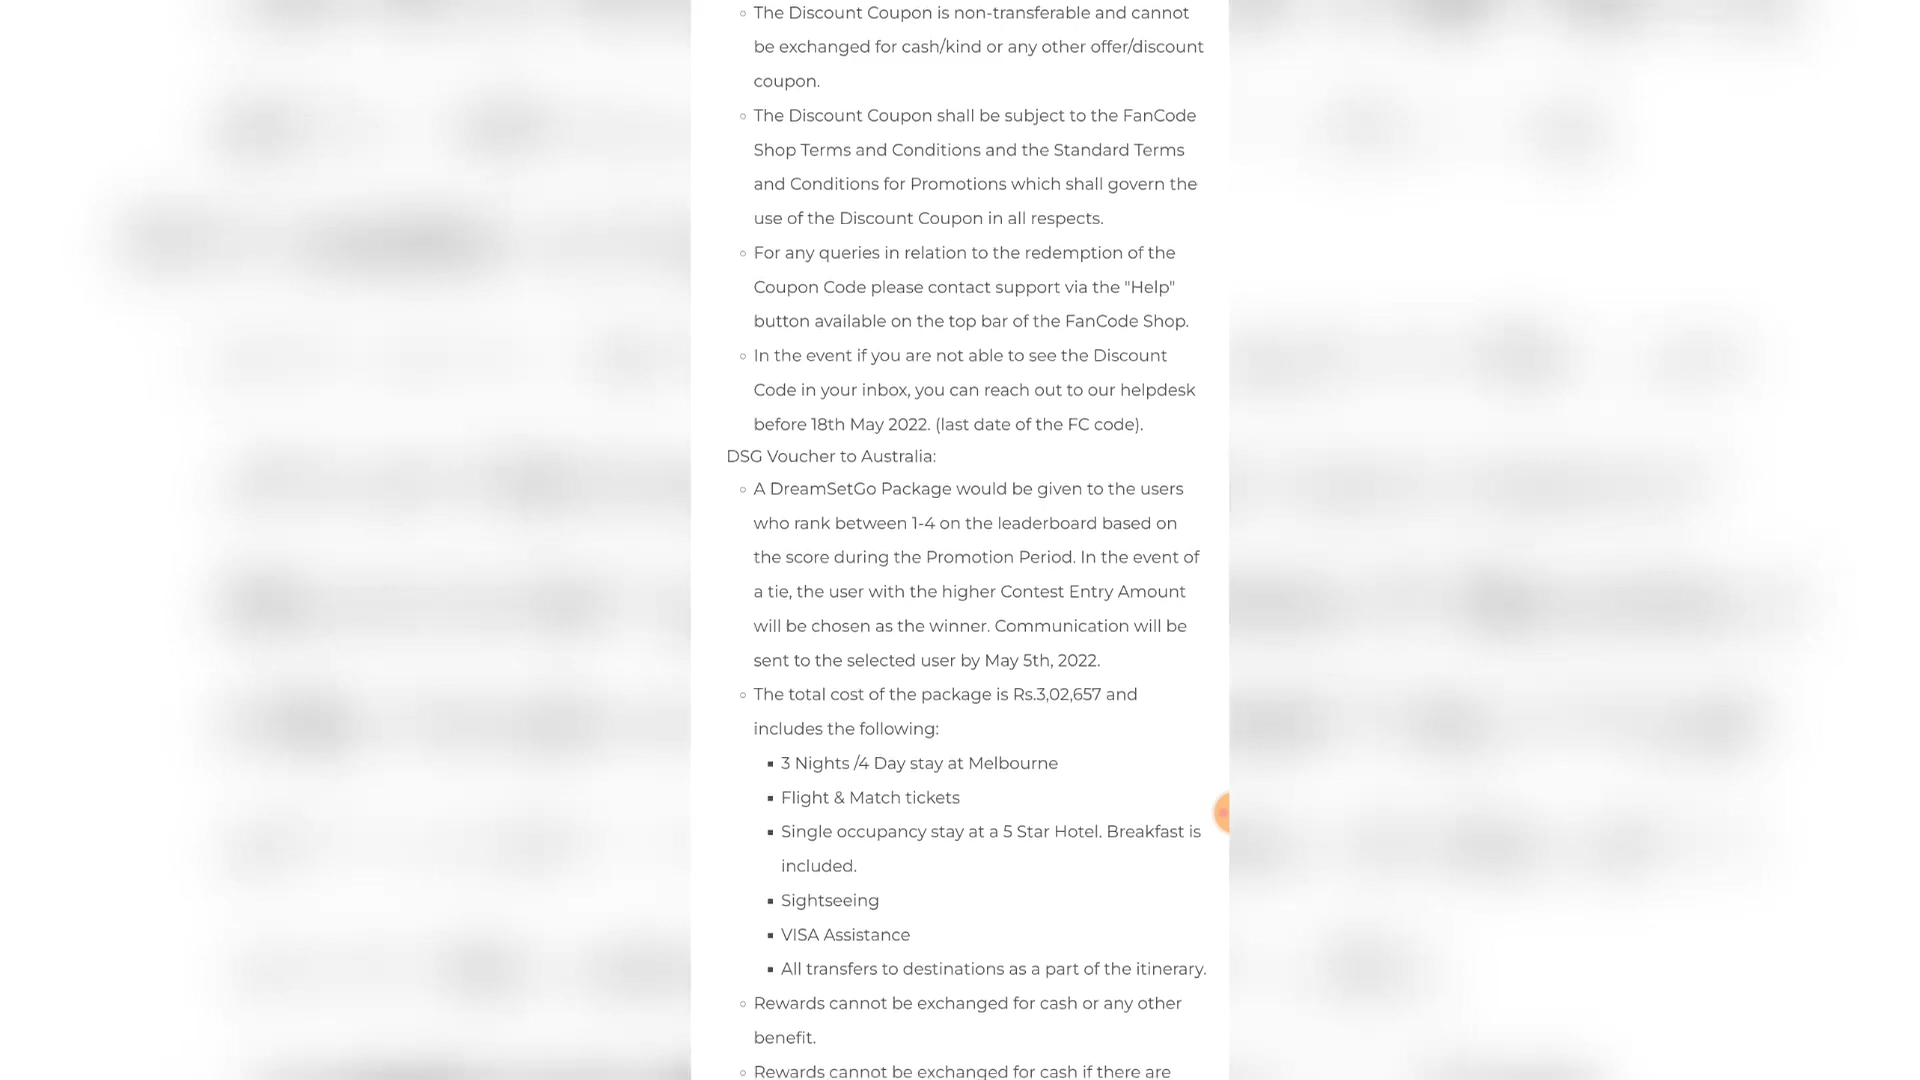 The Discount Coupon is non-transferable and cannot
be exchanged for cash/kind or any other offer/discount
coupon.
The Discount Coupon shall be subject to the FanCode
Shop Terms and Conditions and the Standard Terms
and Conditions for Promotions which shall govern the
use of the Discount Coupon in all respects.
For any queries in relation to the redemption of the
Coupon Code please contact support via the "Help"
button available on the top bar of the FanCode Shop.
In the event if you are not able to see the Discount
Code in your inbox, you can reach out to our helpdesk
before 18th May 2022. (last date of the FC code).
DSG Voucher to Australia:
A DreamSetGo Package would be given to the users
who rank between 1-4 on the leaderboard based on
the score during the Promotion Period. In the event of
a tie, the user with the higher Contest Entry Amount
will be chosen as the winner. Communication will be
sent to the selected user by May 5th, 2022.
The total cost of the package is Rs.3,02,657 and
includes the following:
3 Nights /4 Day stay at Melbourne
Flight & Match tickets
Single occupancy stay at a 5 Star Hotel. Breakfast is
included.
Sightseeing
VISA Assistance
All transfers to destinations as a part of the itinerary.
Rewards cannot be exchanged for cash or any other
benefit.
Rewards cannot be exchanged for cash if there are